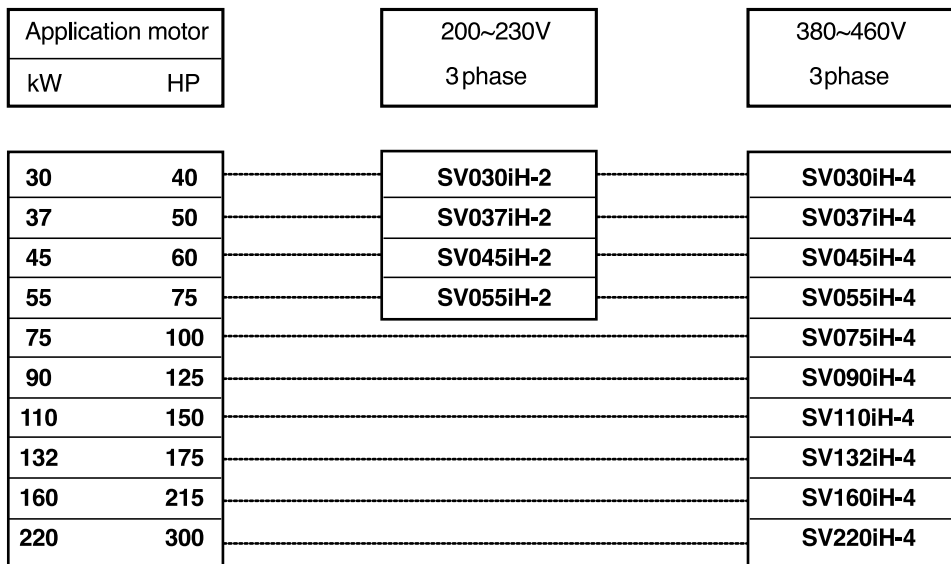 Application motor 200~230V 380~460V
kW HP 3phase 3phase
30 40 SV030iH-2 SV030iH-4
37 50 SV037iH-2 SV037iH-4
45 60 SV045iH-2 SV045iH-4
55 75 SV055iH-2 SV055iH-4
75 100 SV075iH-4
90 125 SV090iH-4
110 150 SV110iH-4
132 175 SV132iH-4
160 215 SV160iH-4
220 300 SV220iH-4